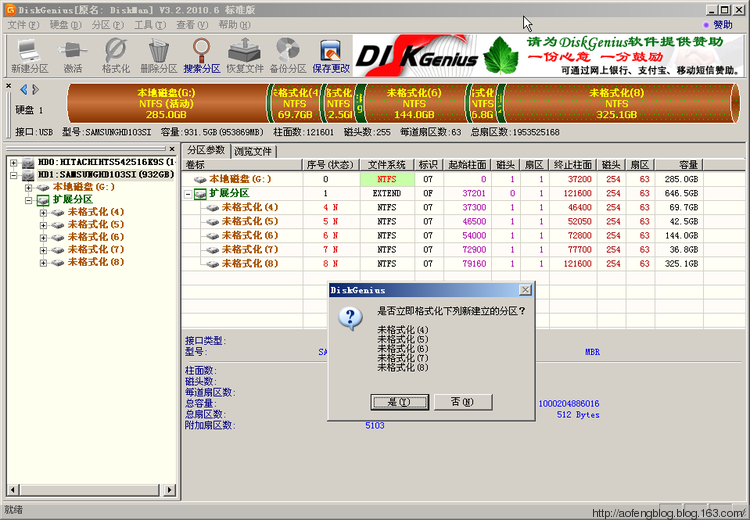 DiskGenius[原名: DiskMan] V3.2.2010.6 标准版
文件(F) 硬盘(D) 分区(P) 工具(T) 查看(V) 帮助(H) 赞助
新建分区 激活 格式化 删除分区 搜索分区 恢复文件 备份分区 保存更改
DISK Genius
请为DiskGenius软件提供赞助
一份心意 一分鼓励
可通过网上银行、支付宝、移动短信赞助。
硬盘 1
本地磁盘(G:)
NTFS (活动)
285.0GB
未格式化(4
NTFS
69.7GB
式化(
NTFS
2.5GI
未格式化(6)
NTFS
144.0GB
式化(
NTFS
6.8G
未格式化(8)
NTFS
325.1GB
接口:USB 型号:SAMSUNGHD103SI 容量:931.5GB(953869MB) 柱面数:121601 磁头数:255 每道扇区数:63 总扇区数:1953525168
HD0:HITACHIHTS542516K9S(1
HD1:SAMSUNGHD103SI(932GB)
本地磁盘(G:)
扩展分区
未格式化(4)
未格式化(5)
未格式化(6)
未格式化(7)
未格式化(8)
分区参数 浏览文件
卷标 序号(状态) 文件系统 标识 起始柱面 磁头 扇区 终止柱面 磁头 扇区 容量
本地磁盘(G:) 0 NTFS 07 0 1 1 37200 254 63 285.0GB
扩展分区 1 EXTEND 0F 37201 0 1 121600 254 63 646.5GB
未格式化(4) 4 N NTFS 07 37300 1 1 46400 254 63 69.7GB
未格式化(5) 5 N NTFS 07 46500 1 1 52050 254 63 42.5GB
未格式化(6) 6 N NTFS 07 54000 1 1 72800 254 63 144.0GB
未格式化(7) 7 N NTFS 07 72900 1 1 77700 254 63 36.8GB
未格式化(8) 8 N NTFS 07 79160 1 1 121600 254 63 325.1GB
DiskGenius
是否立即格式化下列新建立的分区?
未格式化(4)
未格式化(5)
未格式化(6)
未格式化(7)
未格式化(8)
是(Y) 否(N)
接口类型:
型号: SA MBR
柱面数:
磁头数:
每道扇区数:
总容量: 1000204886016
总扇区数: 512 Bytes
附加扇区数: 5103
就绪
http://aofengblog.blog.163.com/